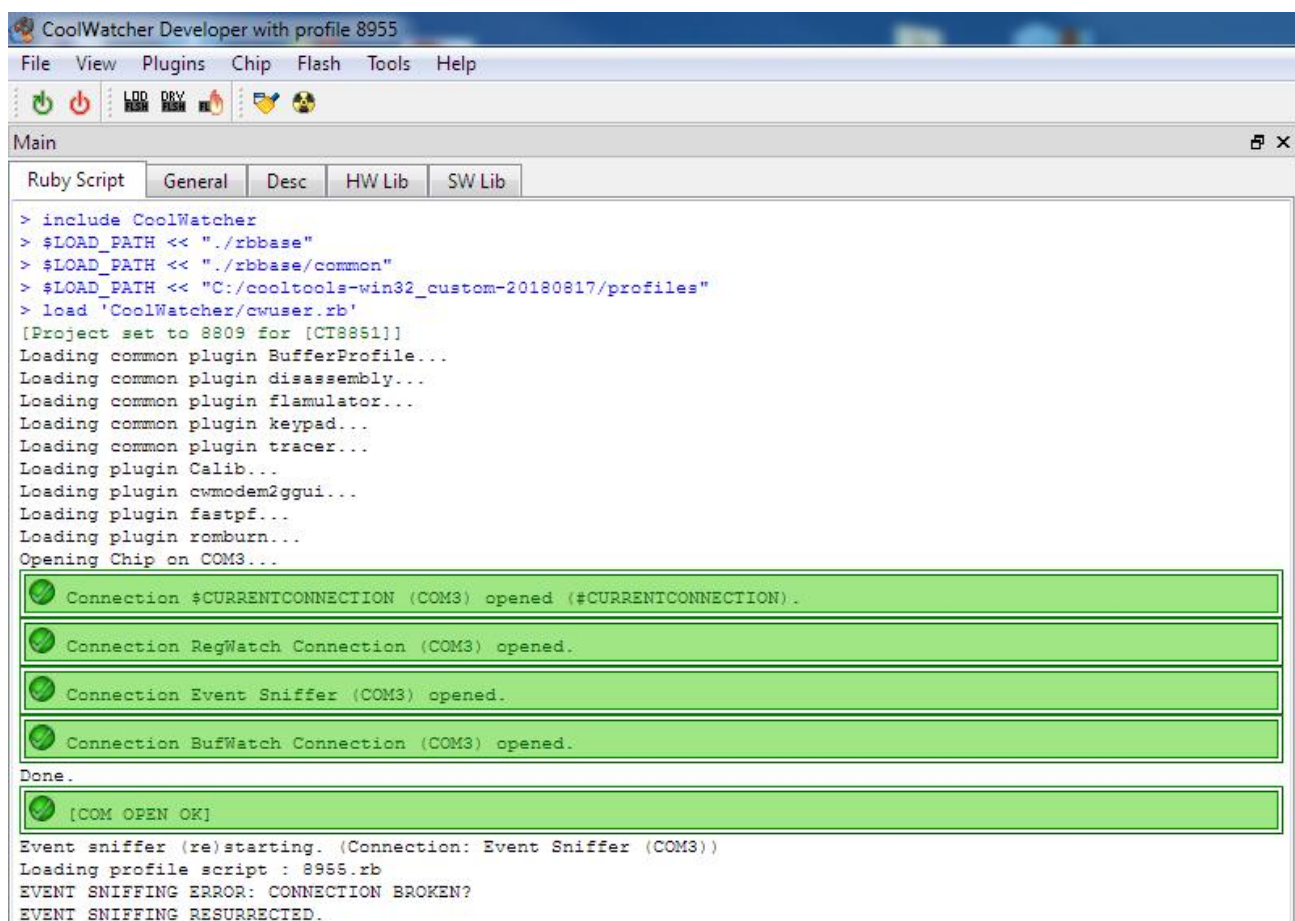 CoolWatcher Developer with profile 8955
File View Plugins Chip Flash Tools Help
LOD FLSH DRV FLSH FL
Main
Ruby Script General Desc HW Lib SW Lib
> include CoolWatcher
> $LOAD_PATH << "./rbbase"
> $LOAD_PATH << "./rbbase/common"
> $LOAD_PATH << "C:/cooltools-win32_custom-20180817/profiles"
> load 'CoolWatcher/cwuser.rb'
[Project set to 8809 for [CT8851]]
Loading common plugin BufferProfile...
Loading common plugin disassembly...
Loading common plugin flamulator...
Loading common plugin keypad...
Loading common plugin tracer...
Loading plugin Calib...
Loading plugin cwmodem2ggui...
Loading plugin fastpf...
Loading plugin romburn...
Opening Chip on COM3...
Connection $CURRENTCONNECTION (COM3) opened (#CURRENTCONNECTION).
Connection RegWatch Connection (COM3) opened.
Connection Event Sniffer (COM3) opened.
Connection BufWatch Connection (COM3) opened.
Done.
[COM OPEN OK]
Event sniffer (re)starting. (Connection: Event Sniffer (COM3))
Loading profile script : 8955.rb
EVENT SNIFFING ERROR: CONNECTION BROKEN?
EVENT SNIFFING RESURRECTED.